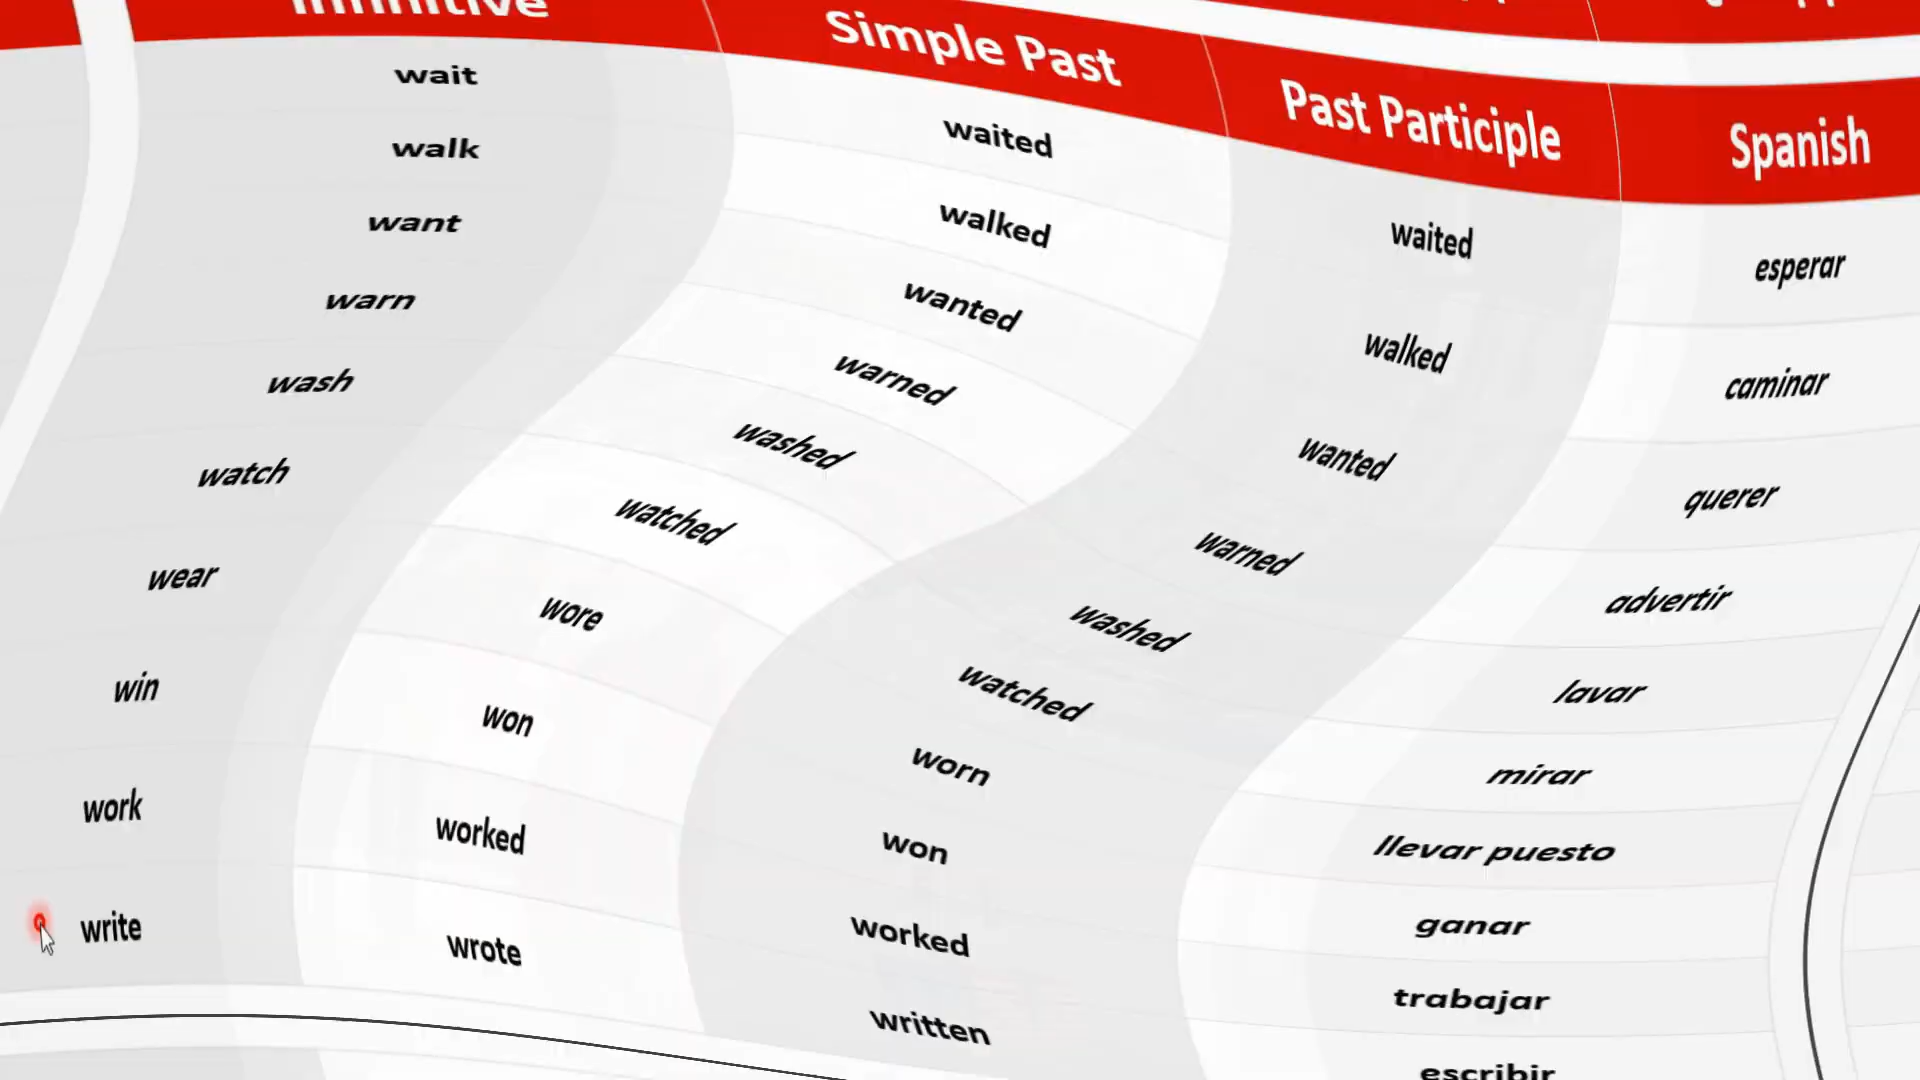 Infinitive Simple Past Past Participle Spanish
wait waited waited esperar
walk walked walked caminar
want wanted wanted querer
warn warned warned advertir
wash washed washed lavar
watch watched watched mirar
wear wore worn llevar puesto
win won won ganar
work worked worked trabajar
write wrote written escribir